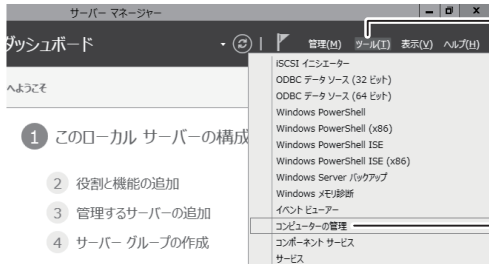 サーバー マネージャー
ダッシュボード
管理(M) ツール(T) 表示(V) ヘルプ(H)
へようこそ
1 このローカル サーバーの構成
2 役割と機能の追加
3 管理するサーバーの追加
4 サーバー グループの作成
iSCSI イニシエーター
ODBC データ ソース (32 ビット)
ODBC データ ソース (64 ビット)
Windows PowerShell
Windows PowerShell (x86)
Windows PowerShell ISE
Windows PowerShell ISE (x86)
Windows Server バックアップ
Windows メモリ診断
イベント ビューアー
コンピューターの管理
コンポーネント サービス
サービス